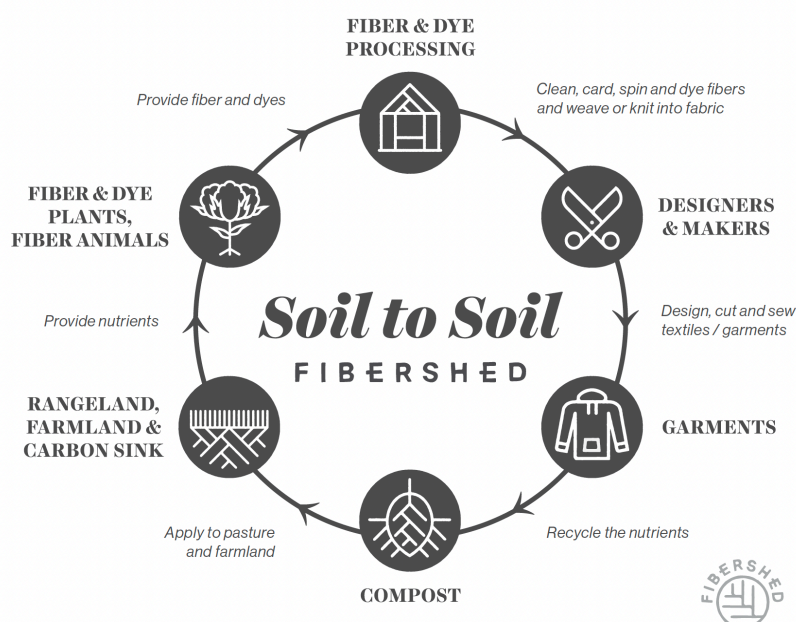 FIBER & DYE
PROCESSING
Provide fiber and dyes
Clean, card, spin and dye fibers
and weave or knit into fabric
FIBER & DYE
PLANTS,
FIBER ANIMALS
DESIGNERS
& MAKERS
Soil to Soil
FIBERSHED
Provide nutrients
Design, cut and sew
textiles / garments
RANGELAND,
FARMLAND &
CARBON SINK
GARMENTS
Apply to pasture
and farmland
Recycle the nutrients
COMPOST
FIBERSHED